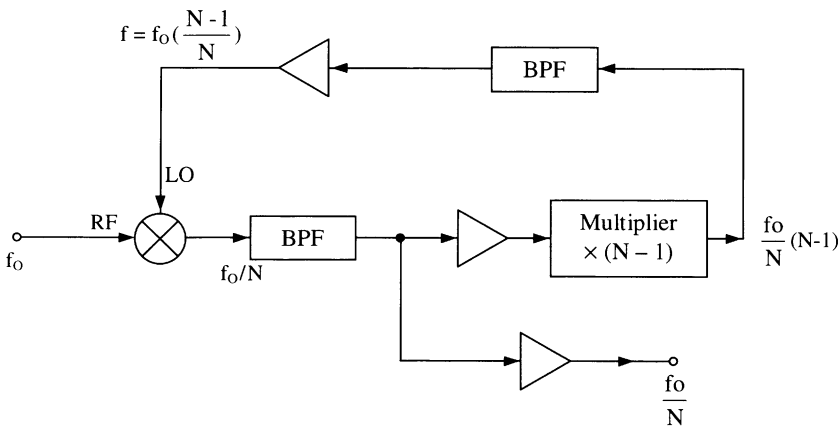 f = fO(N - 1 / N)
BPF
LO
RF
BPF
Multiplier
× (N – 1)
fo/N (N-1)
fO
fO/N
fo/N